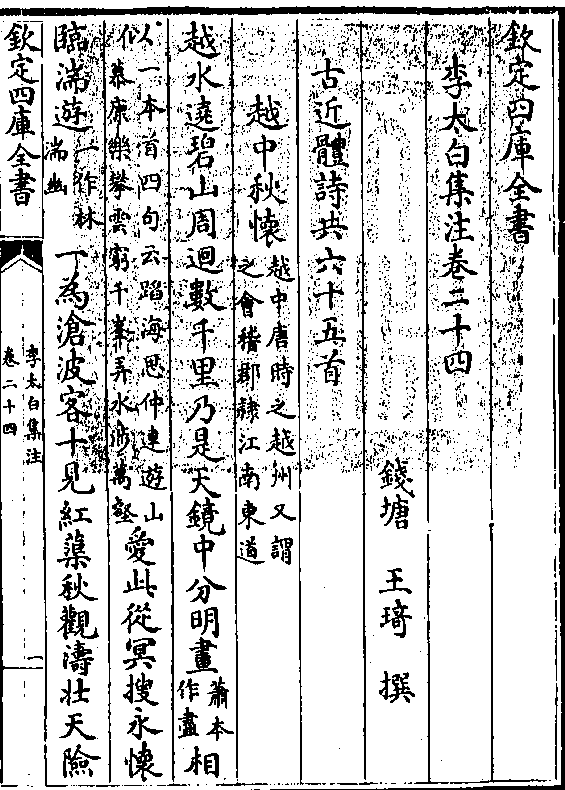 欽定四庫全書
李太白集注卷二十四
錢塘 王琦 撰
古近體詩共六十五首
越中秋懷越中唐時之越州又謂之會稽郡隸江南東道
越水遶碧山周迴數千里乃是天鏡中分明畫蕭本作盡相
似一本首四句云蹈海思仲連遊山慕康樂攀雲窮千峯弄水涉萬壑愛此從冥搜永懷
臨湍遊一作林湍幽一為滄波客十見紅蕖秋觀濤壯天險
欽定四庫全書
李太白集注
卷二十四
一